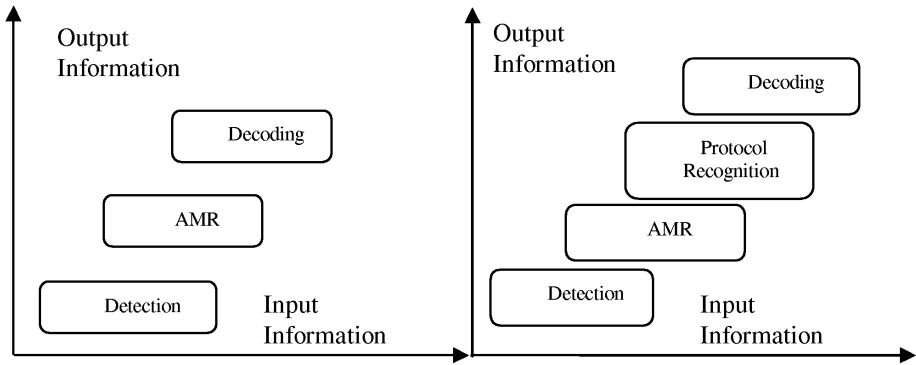 Output
Information
Decoding
AMR
Detection
Input
Information
Output
Information
Decoding
Protocol
Recognition
AMR
Detection
Input
Information